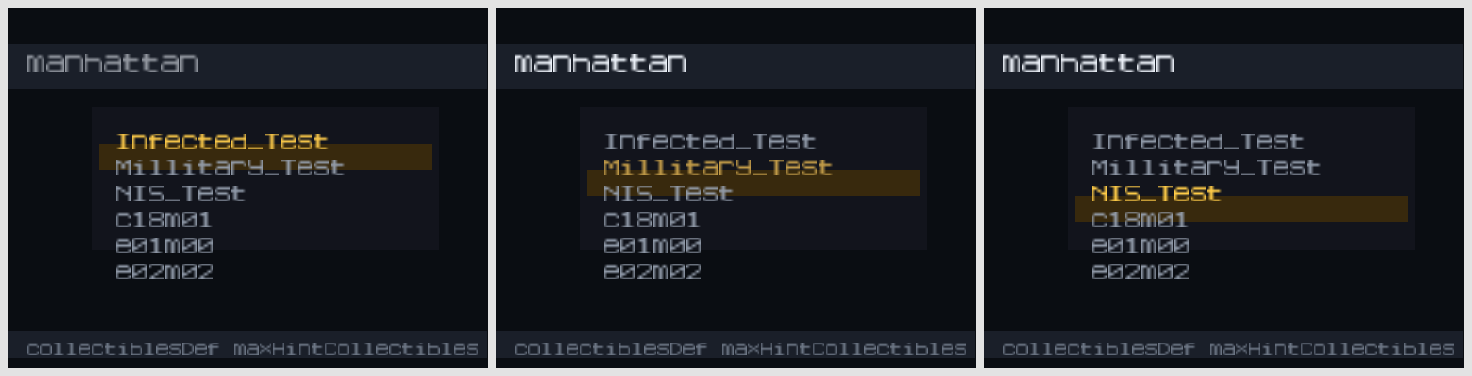 manhattan
Infected_Test
Millitary_Test
NIS_Test
c18m01
e01m00
e02m02
collectiblesDef maxHintCollectibles
manhattan
Infected_Test
Millitary_Test
NIS_Test
c18m01
e01m00
e02m02
collectiblesDef maxHintCollectibles
manhattan
Infected_Test
Millitary_Test
NIS_Test
c18m01
e01m00
e02m02
collectiblesDef maxHintCollectibles